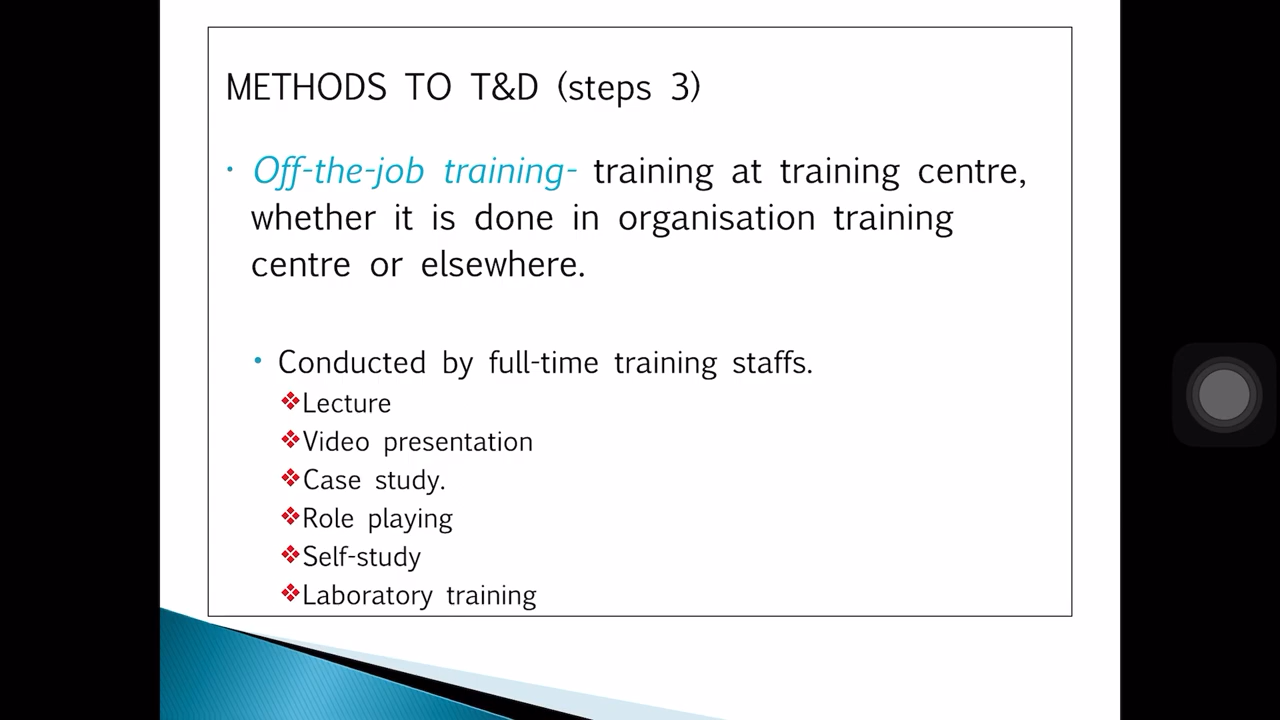 METHODS TO T&D (steps 3)
• Off-the-job training- training at training centre,
whether it is done in organisation training
centre or elsewhere.
• Conducted by full-time training staffs.
❖Lecture
❖Video presentation
❖Case study.
❖Role playing
❖Self-study
❖Laboratory training